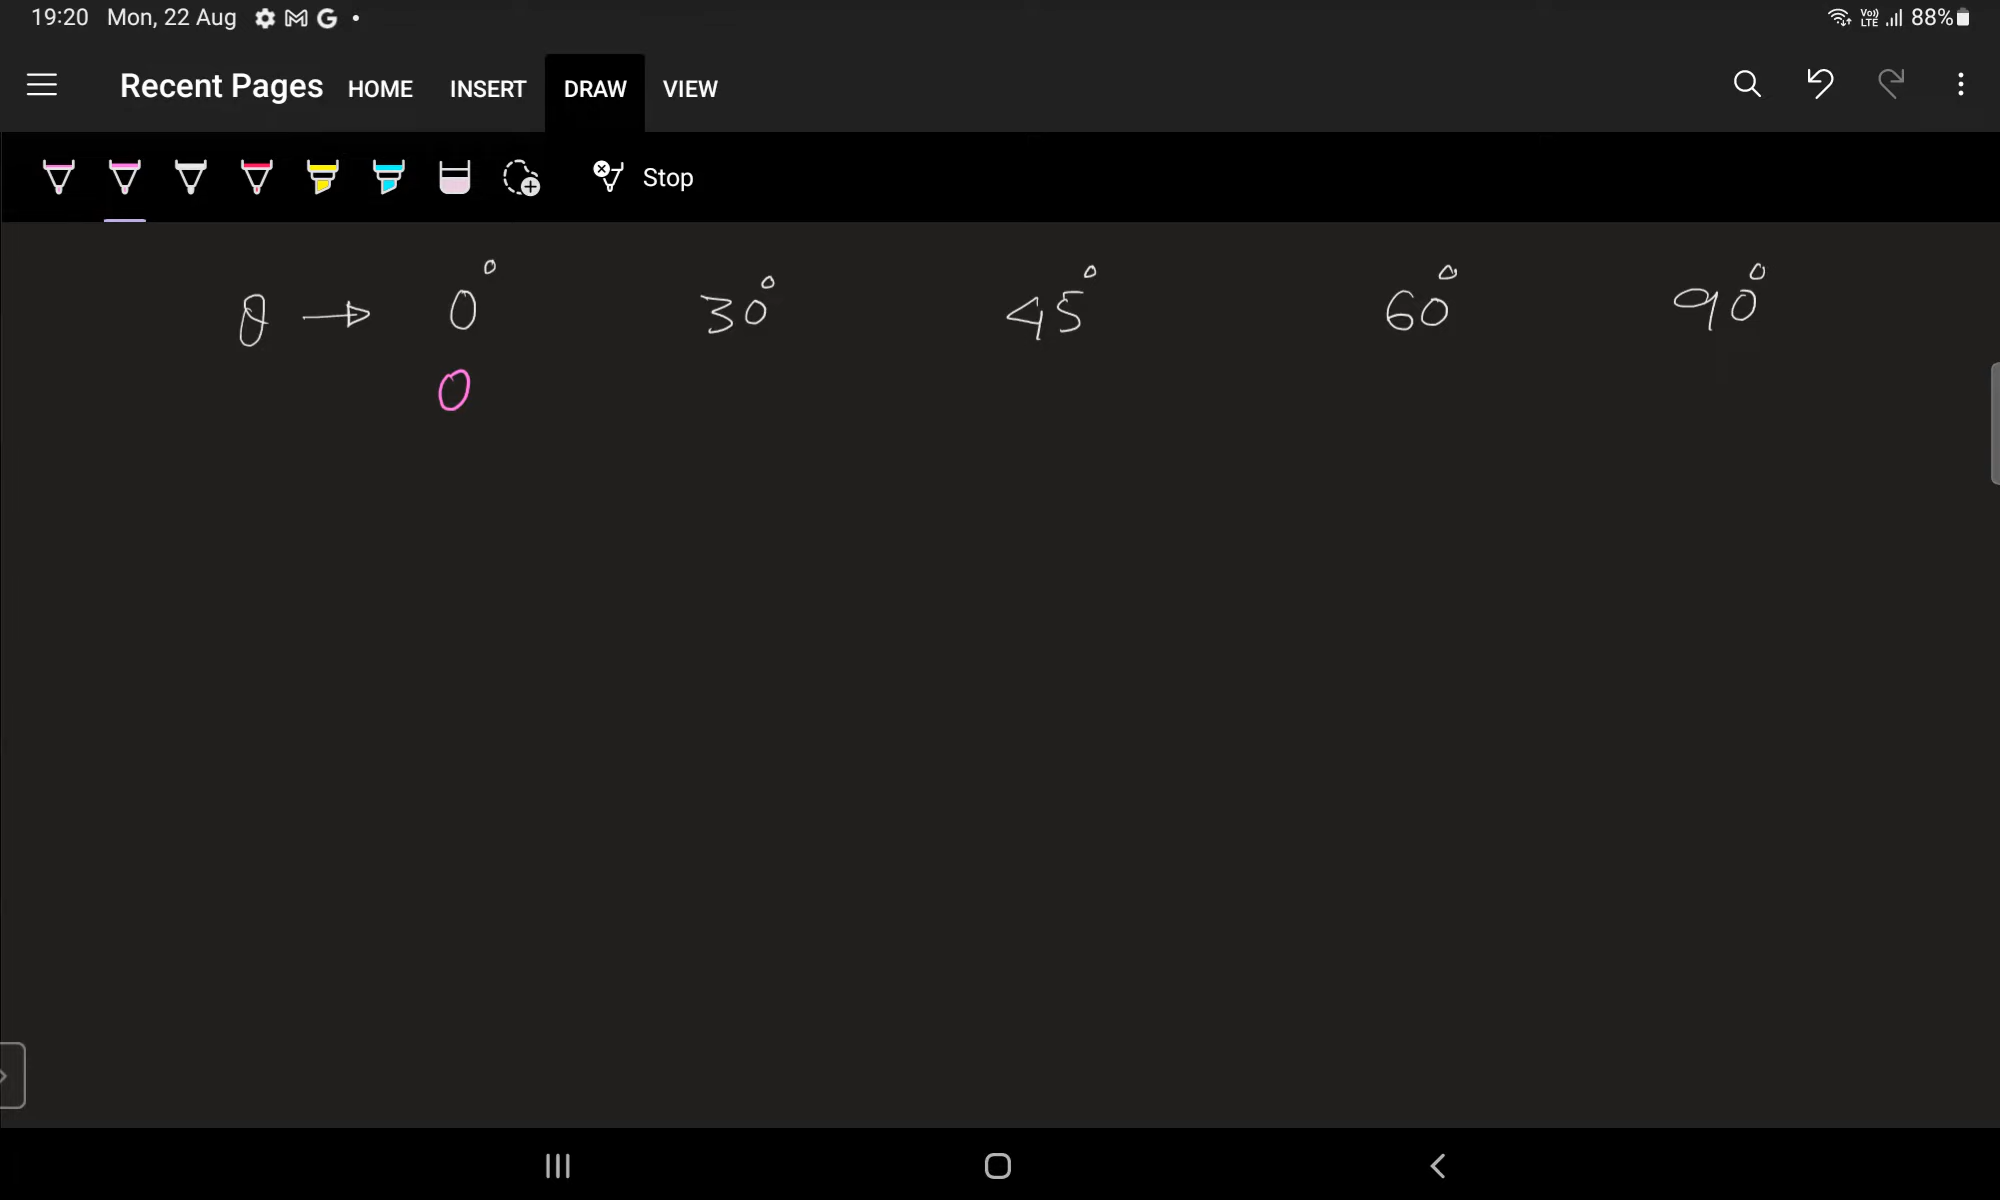 19:20 Mon, 22 Aug 88%
Recent Pages HOME INSERT DRAW VIEW
Stop
θ → 0° 30° 45° 60° 90°
0